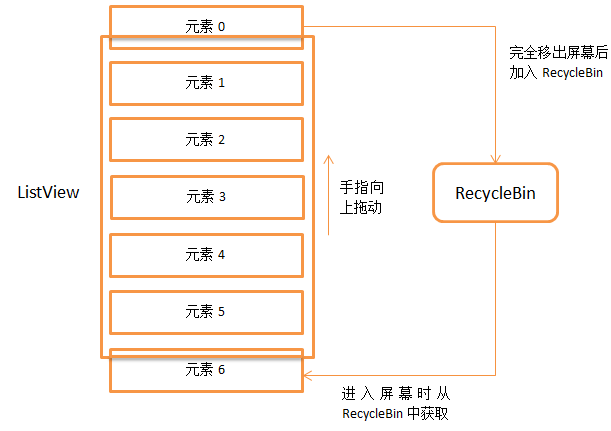 元素 0
完全移出屏幕后
加入 RecycleBin
元素 1
元素 2
ListView
元素 3
手指向
上拖动
RecycleBin
元素 4
元素 5
元素 6
进入屏幕时从
RecycleBin 中获取